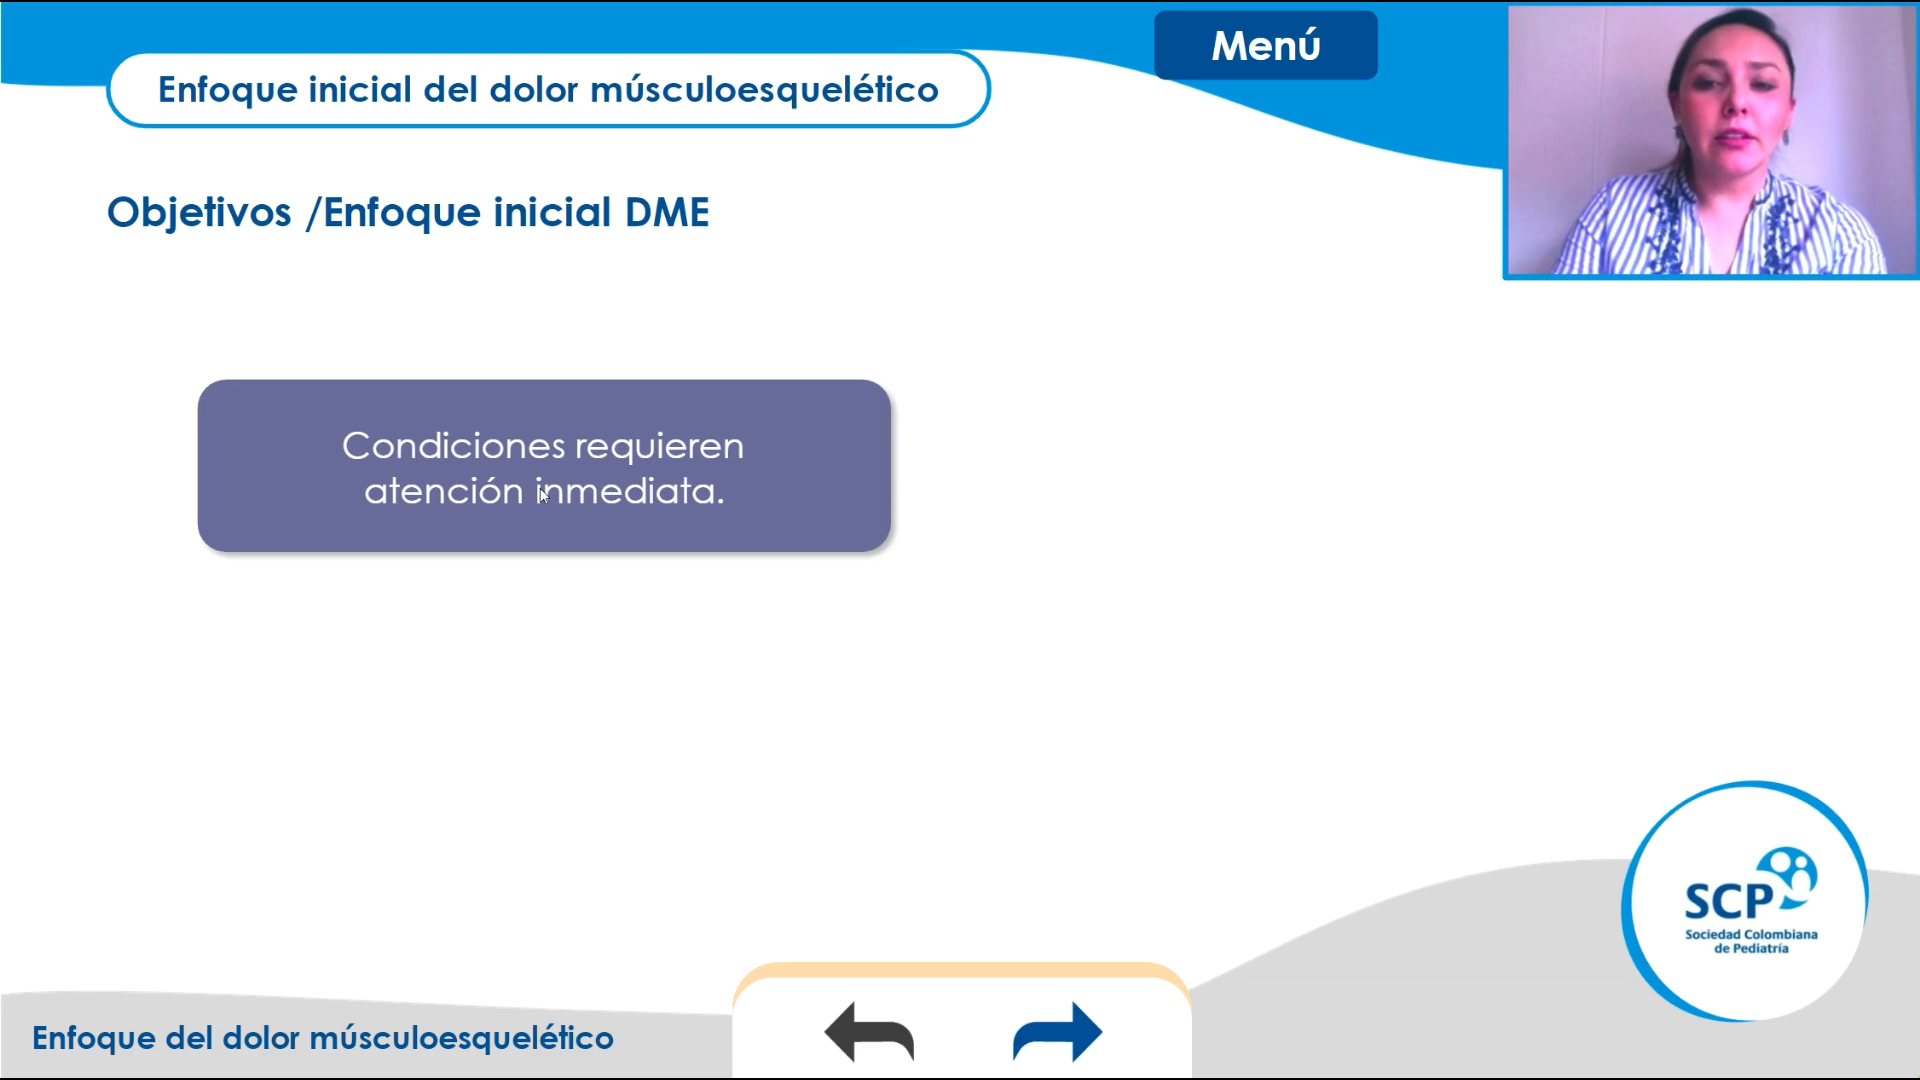 Menú
Enfoque inicial del dolor músculoesquelético
Objetivos /Enfoque inicial DME
Condiciones requieren
atención inmediata.
SCP
Sociedad Colombiana
de Pediatría
Enfoque del dolor músculoesquelético